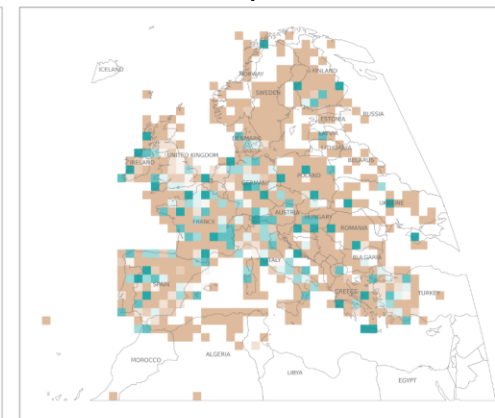 ICELAND
NORWAY
FINLAND
SWEDEN
RUSSIA
ESTONIA
DENMARK
BELARUS
UNITED KINGDOM
IRELAND
POLAND
UKRAINE
AUSTRIA
HUNGARY
FRANCE
ROMANIA
ITALY
BULGARIA
SPAIN
GREECE
TURKEY
MOROCCO
ALGERIA
LIBYA
EGYPT